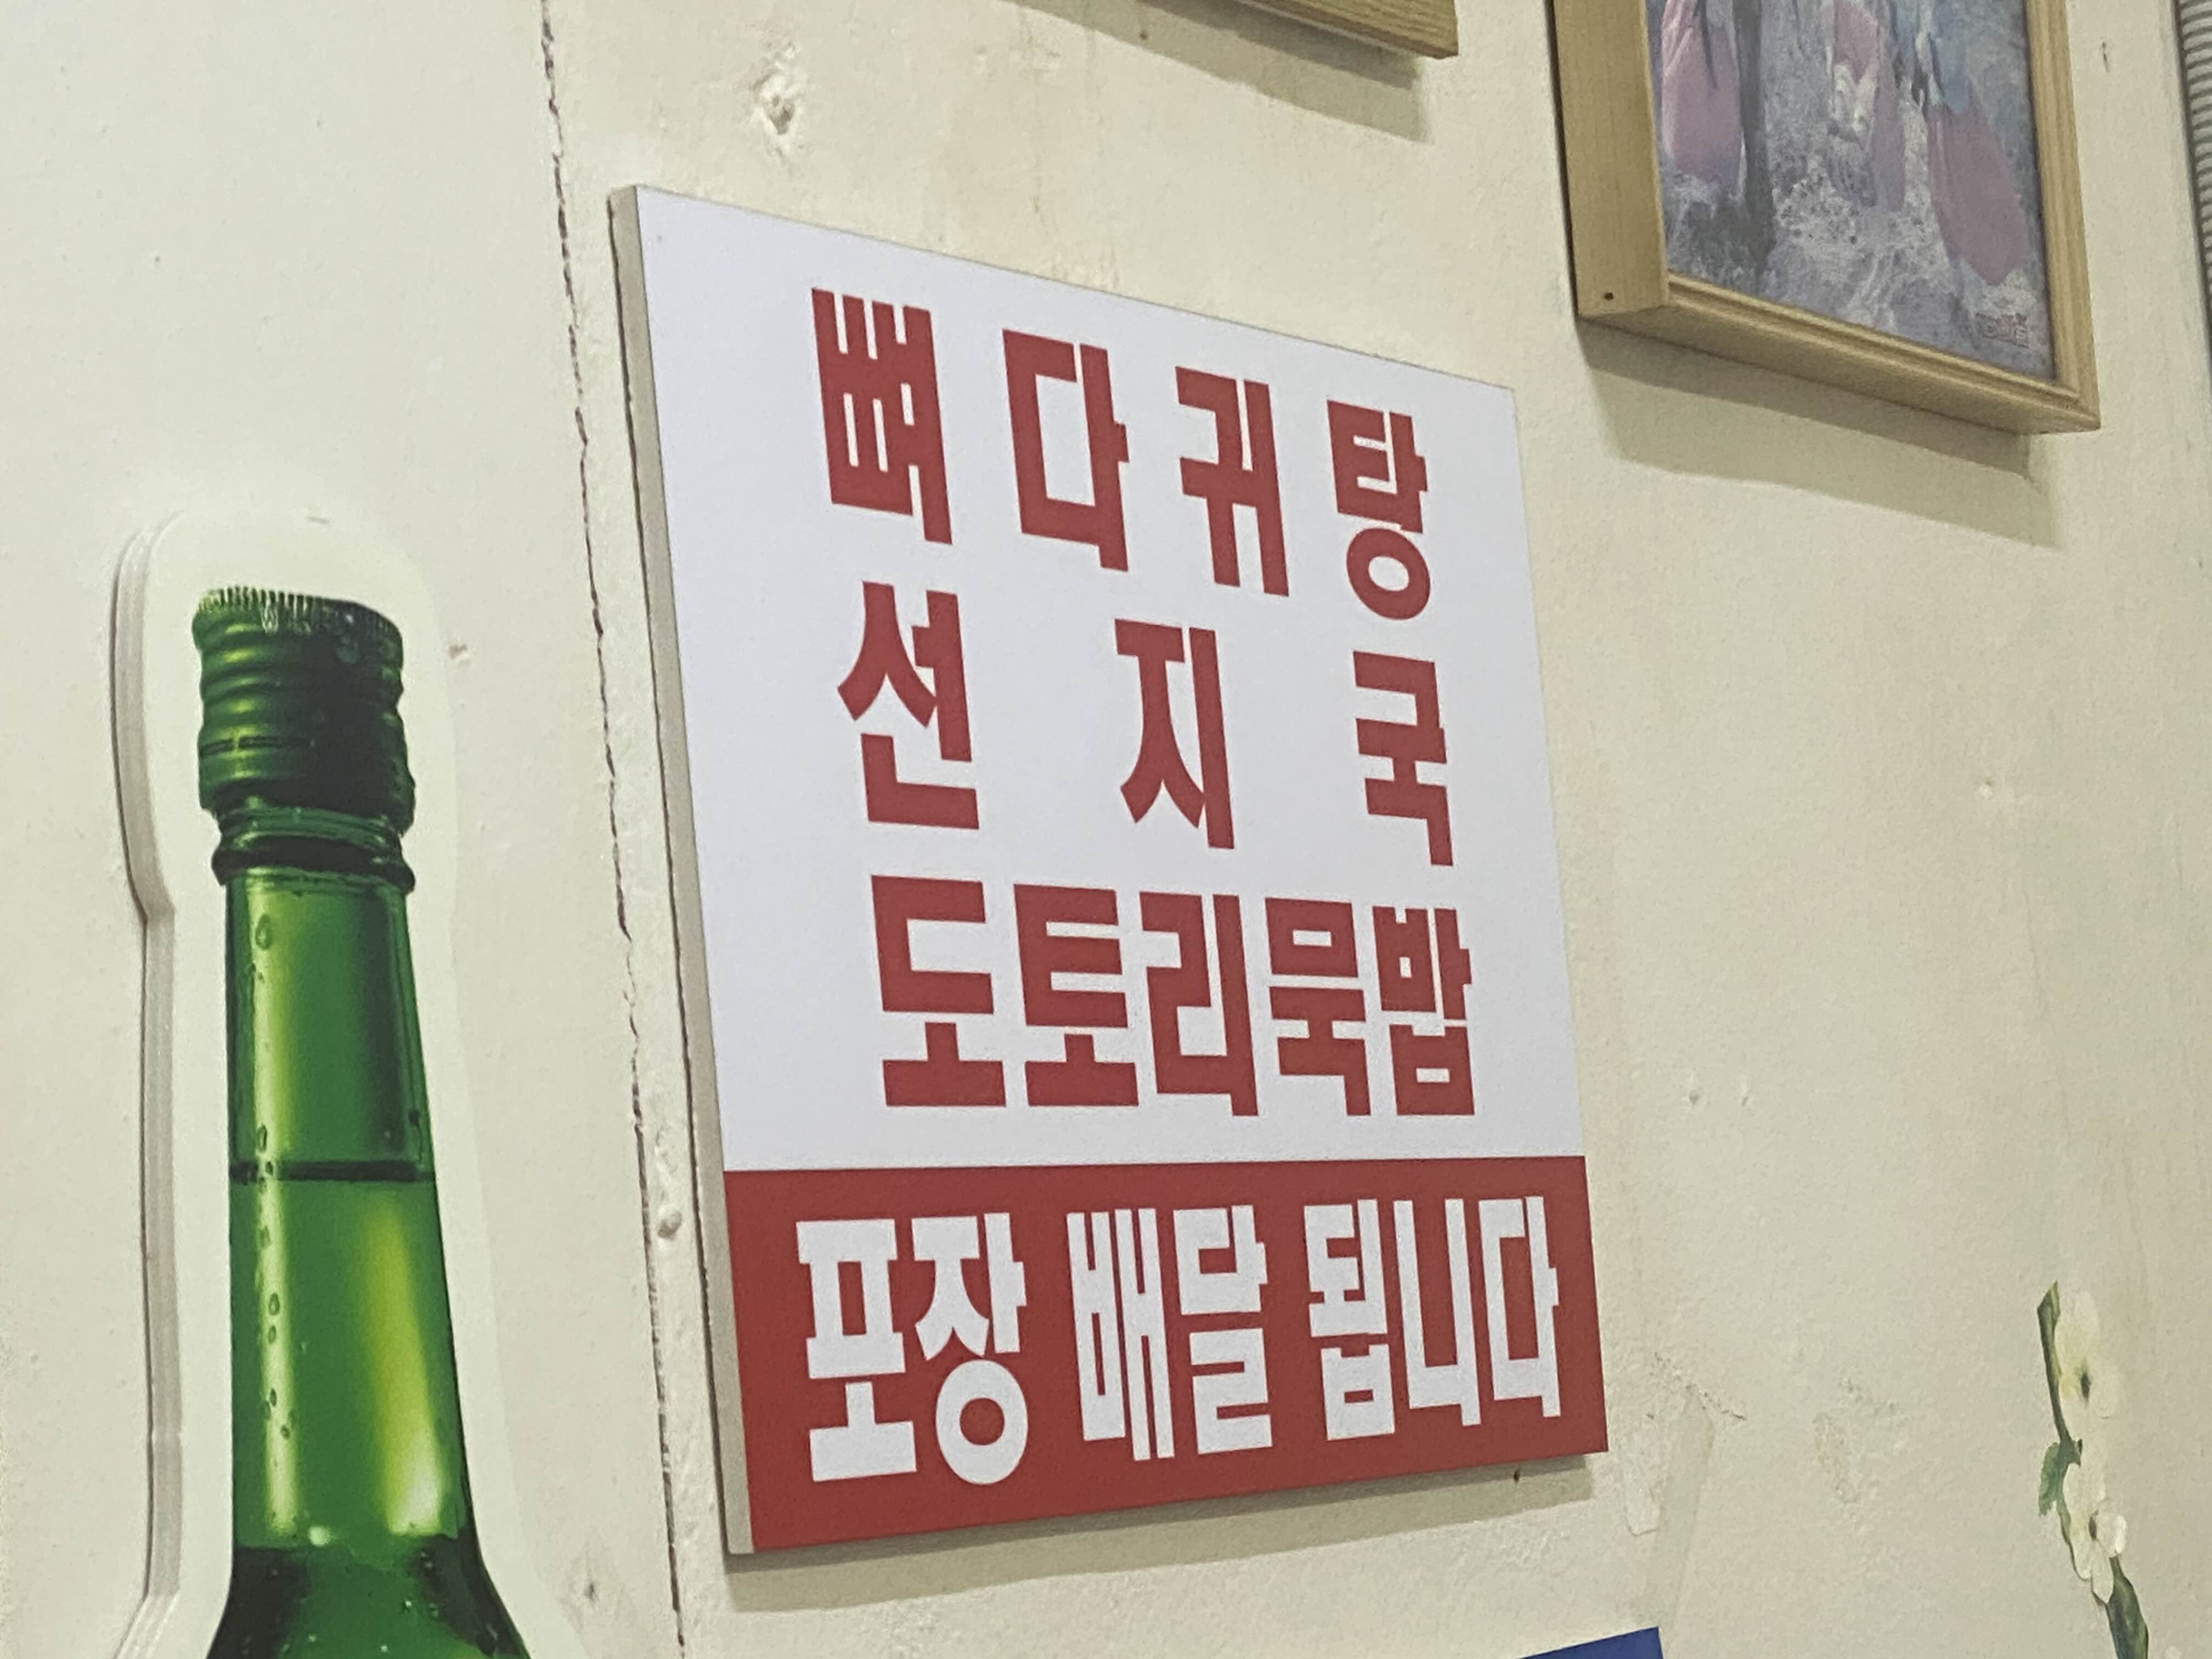 뼈다귀탕
선지국
도토리묵밥
포장 배달 됩니다